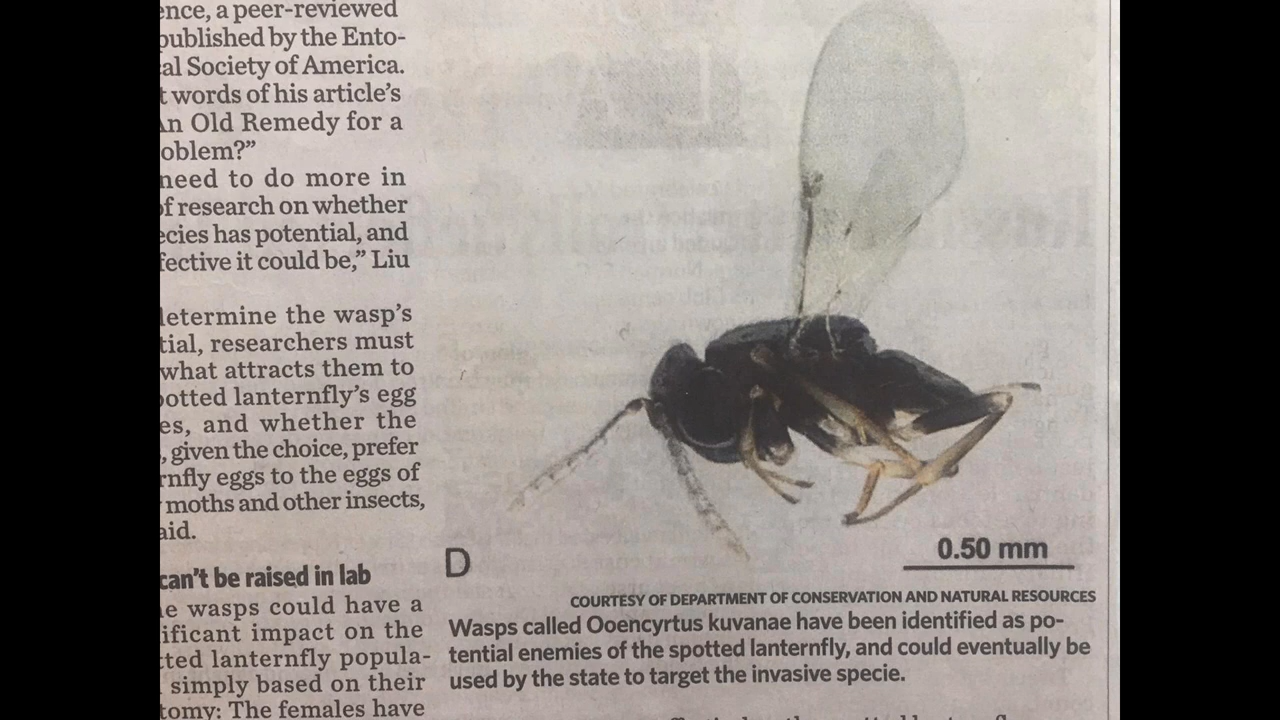 ence, a peer-reviewed
published by the Ento-
al Society of America.
t words of his article's
An Old Remedy for a
oblem?”
need to do more in
of research on whether
ecies has potential, and
fective it could be,” Liu
determine the wasp's
tial, researchers must
what attracts them to
potted lanternfly's egg
es, and whether the
, given the choice, prefer
rnfly eggs to the eggs of
moths and other insects,
aid.
can't be raised in lab
e wasps could have a
ificant impact on the
tted lanternfly popula-
simply based on their
tomy: The females have
D
0.50 mm
COURTESY OF DEPARTMENT OF CONSERVATION AND NATURAL RESOURCES
Wasps called Ooencyrtus kuvanae have been identified as po-
tential enemies of the spotted lanternfly, and could eventually be
used by the state to target the invasive specie.